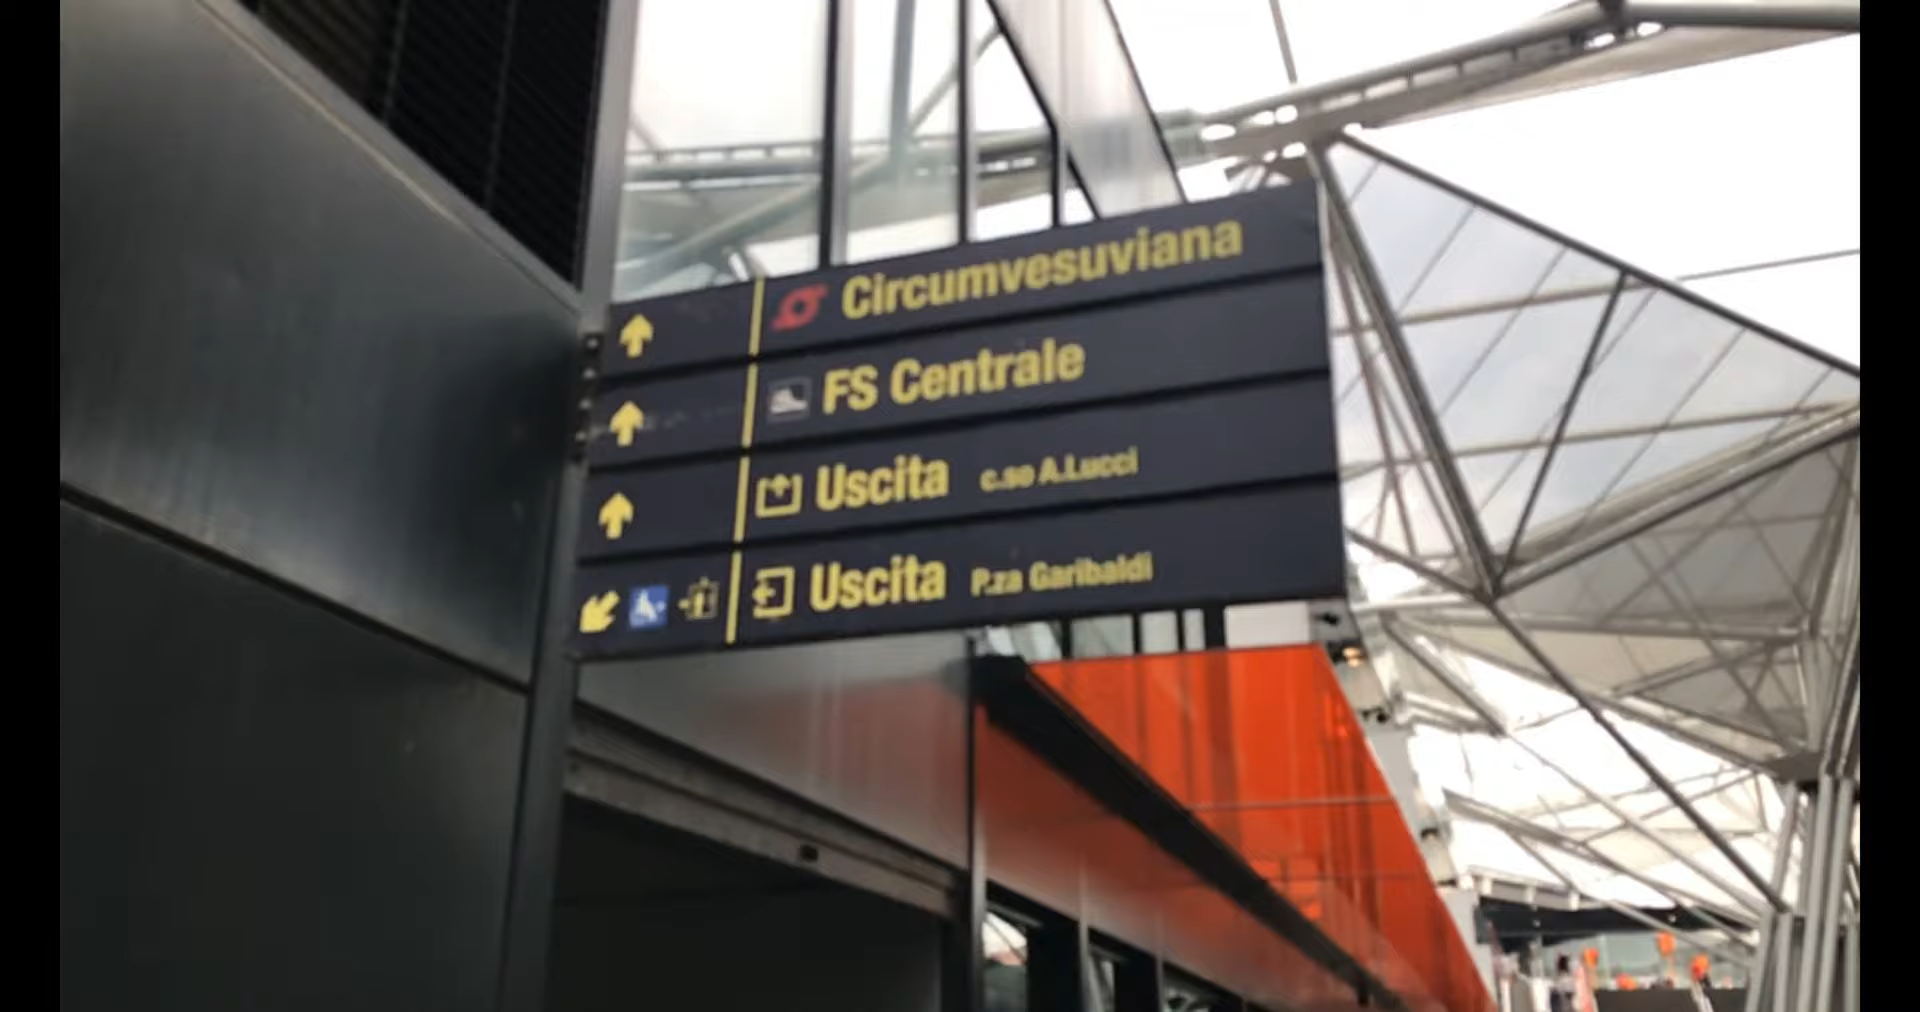 Circumvesuviana
FS Centrale
Uscita c.so A.Lucci
Uscita P.za Garibaldi